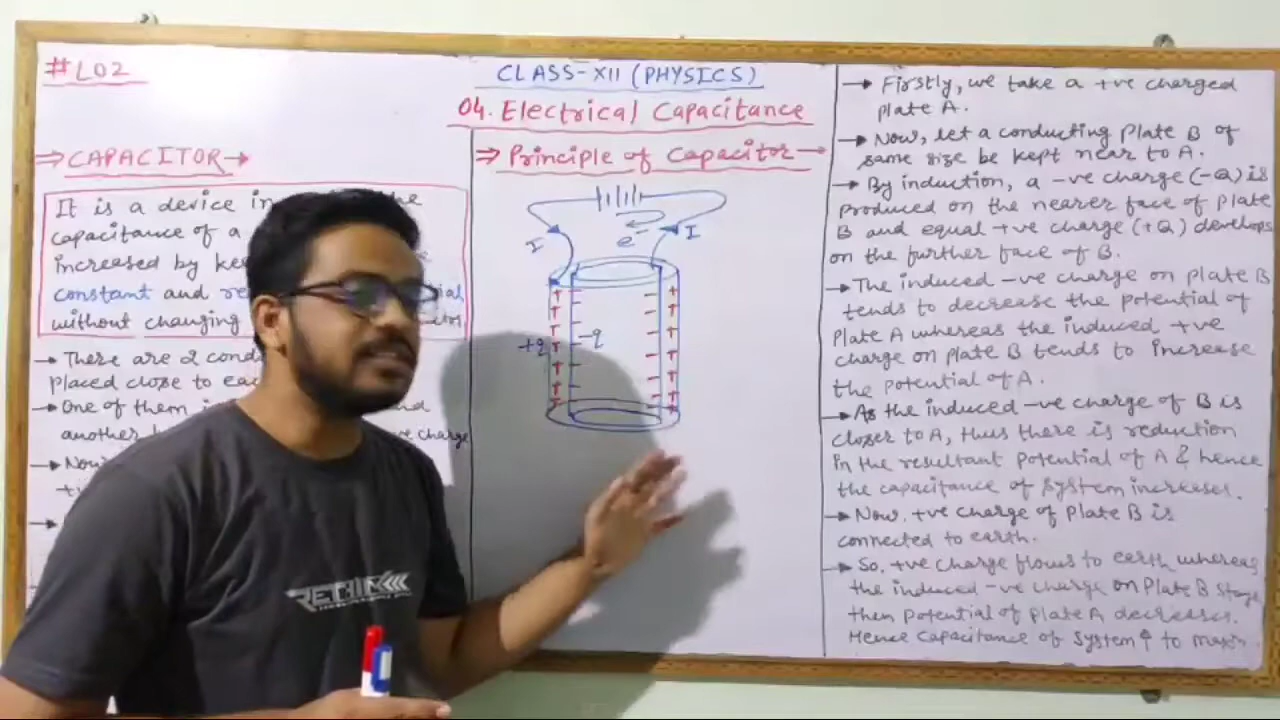 #L02
CLASS-XII (PHYSICS)
04. Electrical Capacitance
⇒ CAPACITOR →
It is a device in the
capacitance of a
increased by
constant and
without changing
→ There are 2
placed close to
→ One of them
another charge
→
→
⇒ Principle of Capacitor →
I e- I
+q -q
→ Firstly, we take a +ve charged
plate A.
→ Now, let a conducting plate B of
same size be kept near to A.
→ By induction, a -ve charge (-Q) is
produced on the nearer face of plate
B and equal +ve charge (+Q) develops
on the further face of B.
→ The induced -ve charge on plate B
tends to decrease the potential of
plate A whereas the induced +ve
charge on plate B tends to increase
the potential of A.
→ As the induced -ve charge of B is
closer to A, thus there is reduction
in the resultant potential of A & hence
the capacitance of system increases.
→ Now, +ve charge of plate B is
connected to earth.
→ So, +ve charge flows to earth whereas
the induced -ve charge on plate B stays
then potential of plate A decreases.
Hence capacitance of system ↑ to
RETHINK